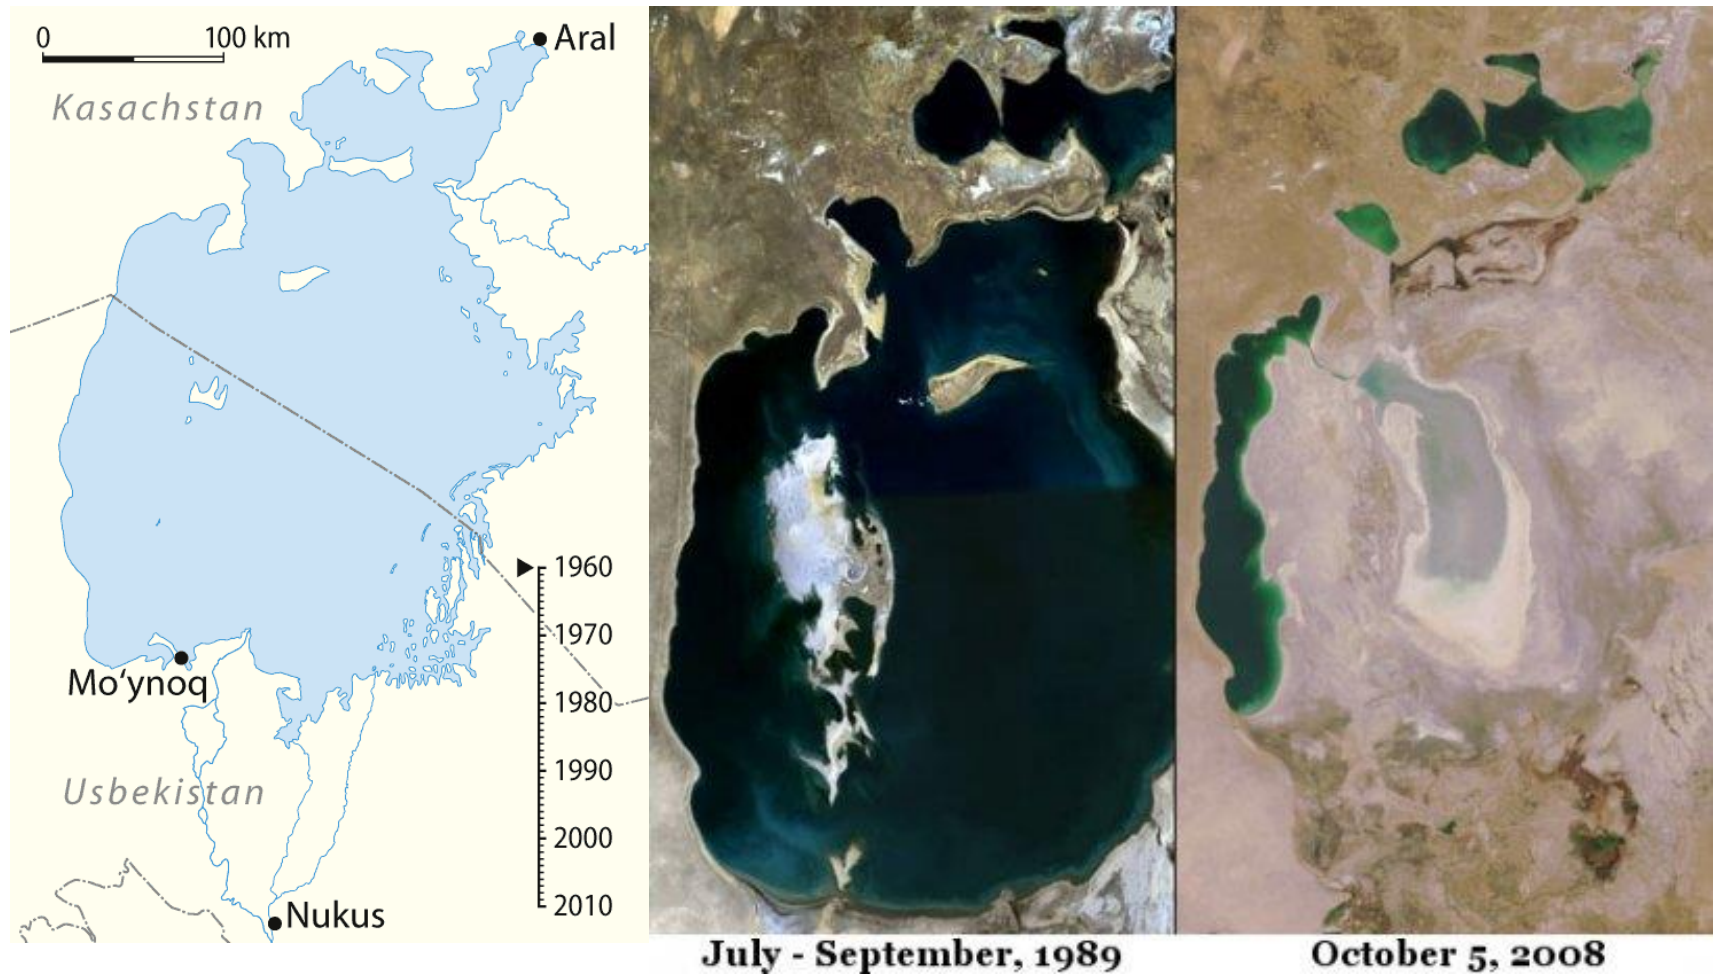 0 100 km
Aral
Kasachstan
1960
1970
Mo‘ynoq
1980
1990
Usbekistan
2000
2010
Nukus
July - September, 1989
October 5, 2008